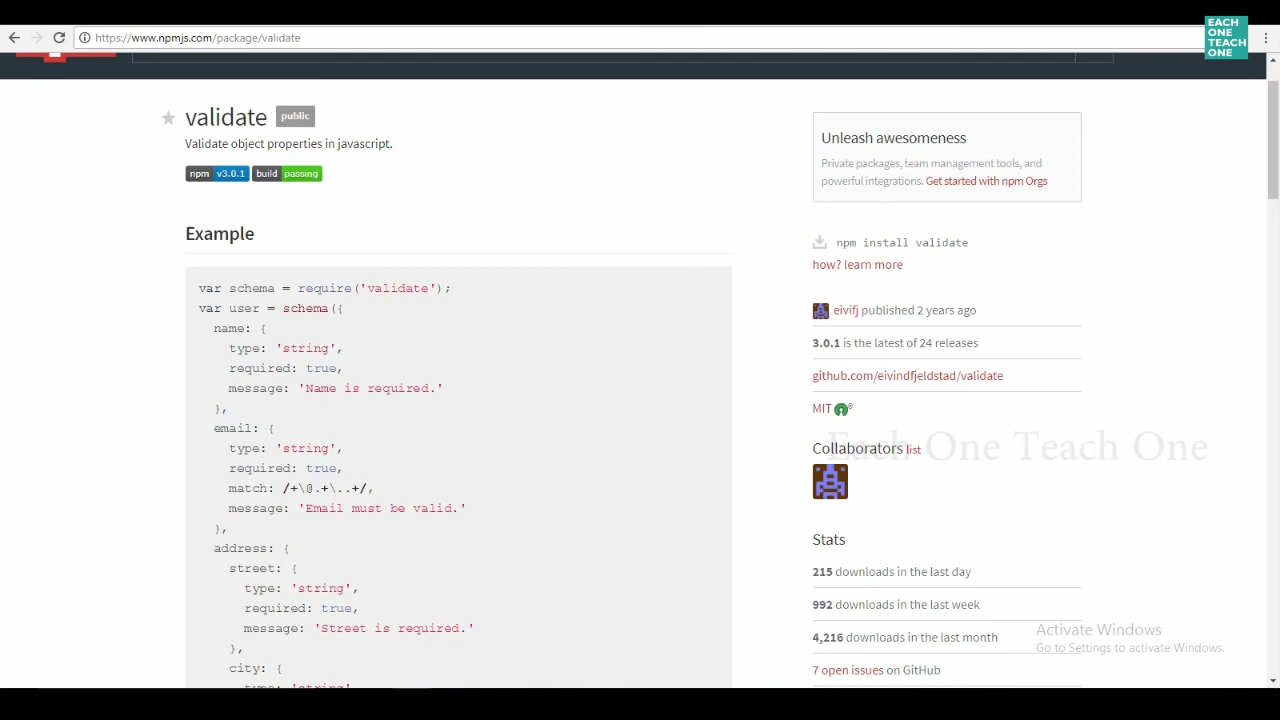 https://www.npmjs.com/package/validate
EACH
ONE
TEACH
ONE
validate public
Validate object properties in javascript.
npm v3.0.1 build passing
Example
var schema = require('validate');
var user = schema({
name: {
type: 'string',
required: true,
message: 'Name is required.'
},
email: {
type: 'string',
required: true,
match: /+\@.+\..+/,
message: 'Email must be valid.'
},
address: {
street: {
type: 'string',
required: true,
message: 'Street is required.'
},
city: {
type: 'string'
Unleash awesomeness
Private packages, team management tools, and
powerful integrations. Get started with npm Orgs
npm install validate
how? learn more
eivifj published 2 years ago
3.0.1 is the latest of 24 releases
github.com/eivindfjeldstad/validate
MIT
Each One Teach One
Collaborators list
Stats
215 downloads in the last day
992 downloads in the last week
4,216 downloads in the last month
7 open issues on GitHub
Activate Windows
Go to Settings to activate Windows.